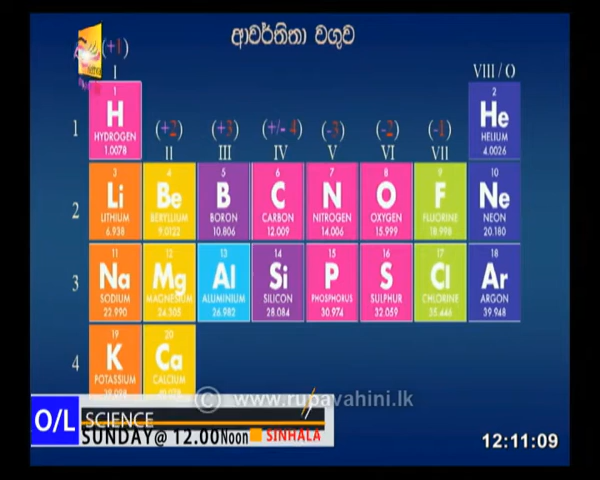 ආවර්තිතා වගුව
(+1)
I VIII / O
1 2
1 H He
HYDROGEN HELIUM
1.0078 4.0026
(+2) (+3) (+/- 4) (-3) (-2) (-1)
II III IV V VI VII
3 4 5 6 7 8 9 10
2 Li Be B C N O F Ne
LITHIUM BERYLLIUM BORON CARBON NITROGEN OXYGEN FLUORINE NEON
6.938 9.0122 10.806 12.009 14.006 15.999 18.998 20.180
11 12 13 14 15 16 17 18
3 Na Mg Al Si P S Cl Ar
SODIUM MAGNESIUM ALUMINIUM SILICON PHOSPHORUS SULPHUR CHLORINE ARGON
22.990 24.305 26.982 28.084 30.974 32.059 35.446 39.948
19 20
4 K Ca
POTASSIUM CALCIUM
39.098 40.078
© www.rupavahini.lk
O/L SCIENCE
SUNDAY@ 12.00Noon SINHALA
12:11:09